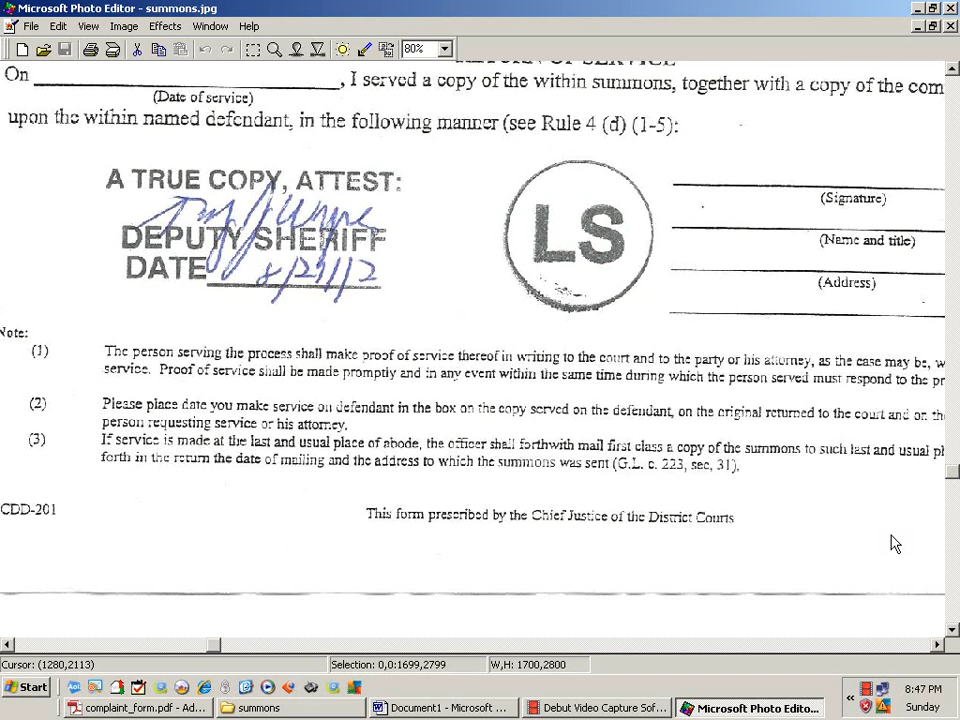 Microsoft Photo Editor - summons.jpg
File Edit View Image Effects Window Help
80%
On , I served a copy of the within summons, together with a copy of the com
(Date of service)
upon the within named defendant, in the following manner (see Rule 4 (d) (1-5):
A TRUE COPY, ATTEST:
DEPUTY SHERIFF
DATE
LS
(Signature)
(Name and title)
(Address)
Note:
(1) The person serving the process shall make proof of service thereof in writing to the court and to the party or his attorney, as the case may be, w
service. Proof of service shall be made promptly and in any event within the same time during which the person served must respond to the pr
(2) Please place date you make service on defendant in the box on the copy served on the defendant, on the original returned to the court and on the
person requesting service or his attorney.
(3) If service is made at the last and usual place of abode, the officer shall forthwith mail first class a copy of the summons to such last and usual pl
forth in the return the date of mailing and the address to which the summons was sent (G.L. c. 223, sec, 31),
CDD-201
This form prescribed by the Chief Justice of the District Courts
Cursor: (1280,2113) Selection: 0,0:1699,2799 W,H: 1700,2800
Start 8:47 PM
complaint_form.pdf - Ad... summons Document1 - Microsoft ... Debut Video Capture Sof... Microsoft Photo Edito... Sunday